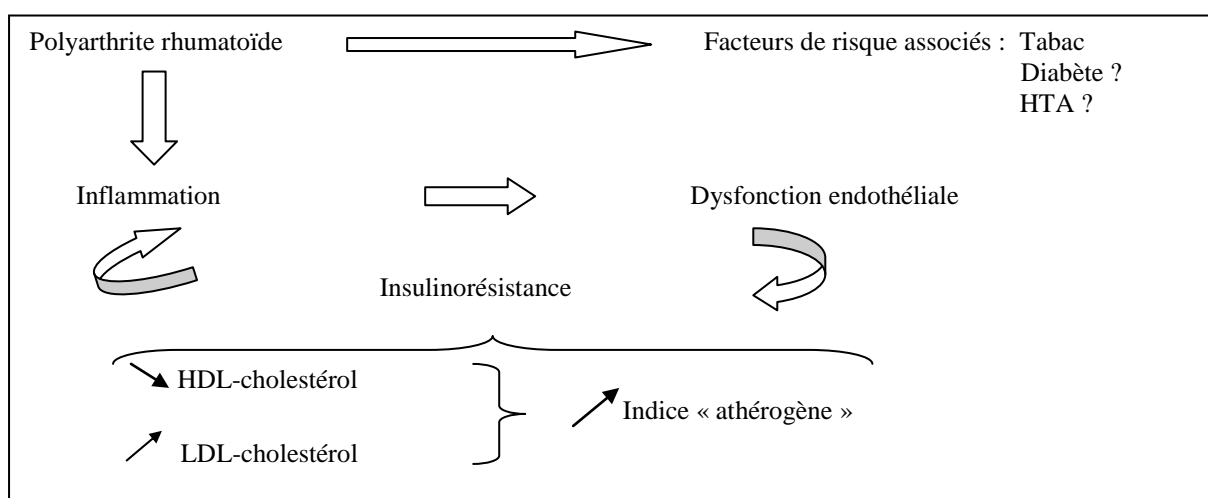 Polyarthrite rhumatoïde
Facteurs de risque associés : Tabac
Diabète ?
HTA ?
Inflammation
Dysfonction endothéliale
Insulinorésistance
HDL-cholestérol
Indice « athérogène »
LDL-cholestérol